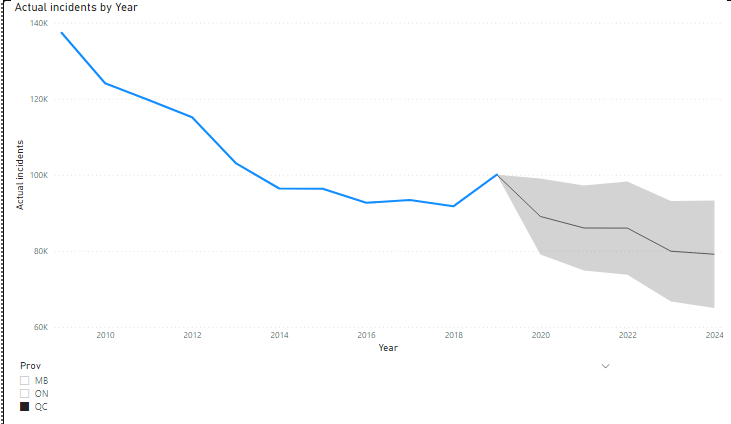 Actual incidents by Year
140K
120K
100K
80K
60K
Actual incidents
2010 2012 2014 2016 2018 2020 2022 2024
Year
Prov
MB
ON
QC